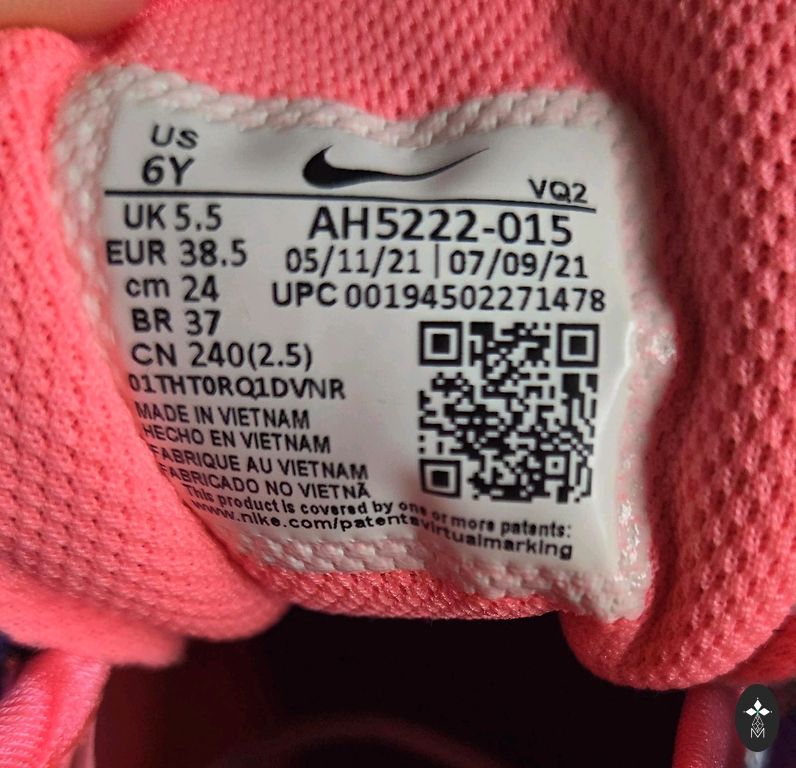 US
6Y
VQ2
UK 5.5
AH5222-015
EUR 38.5
05/11/21 | 07/09/21
cm 24
UPC 00194502271478
BR 37
CN 240(2.5)
01THT0RQ1DVNR
MADE IN VIETNAM
HECHO EN VIETNAM
FABRIQUE AU VIETNAM
FABRICADO NO VIETNÃ
This product is covered by one or more patents:
www.nike.com/patentsvirtualmarking
M